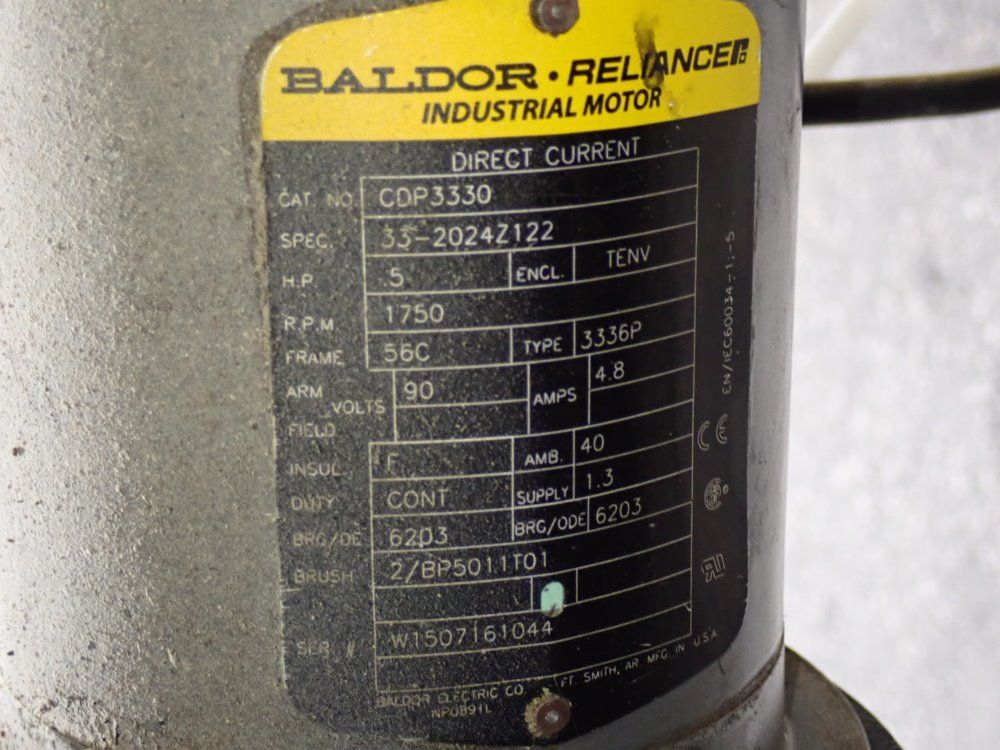 BALDOR • RELIANCE
INDUSTRIAL MOTOR
DIRECT CURRENT
CAT. NO. CDP3330
SPEC. 33-2024Z122
H.P. .5 ENCL. TENV
R.P.M. 1750
FRAME 56C TYPE 3336P
ARM 90 AMPS 4.8
VOLTS
FIELD
INSUL. F AMB. 40
DUTY CONT SUPPLY 1.3
BRG/DE 6203 BRG/ODE 6203
BRUSH 2/BP5011T01
SER. # W1507161044
BALDOR ELECTRIC CO. FT. SMITH, AR. MFG. IN U.S.A.
NP0891L
EN/IEC60034-1,-5
CE